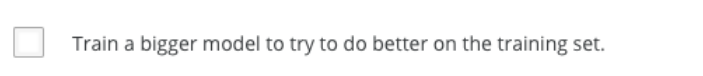 Train a bigger model to try to do better on the training set.